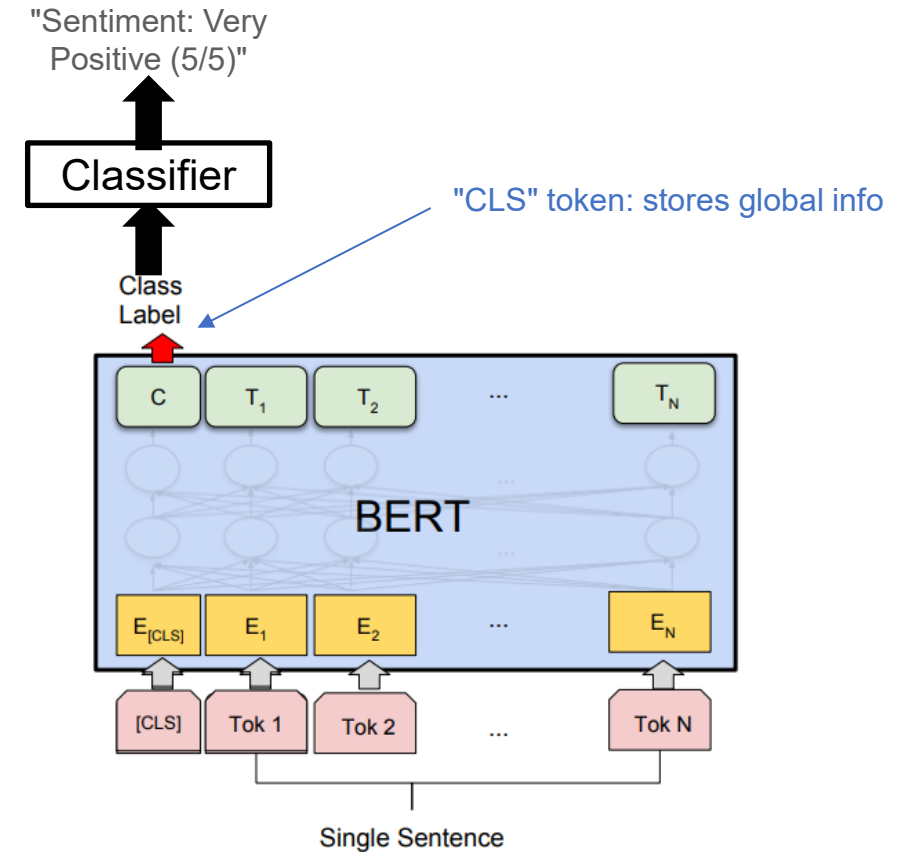 "Sentiment: Very
Positive (5/5)"
Classifier
"CLS" token: stores global info
Class
Label
C T1 T2 ... TN
...
BERT
...
E[CLS] E1 E2 ... EN
[CLS] Tok 1 Tok 2 ... Tok N
Single Sentence